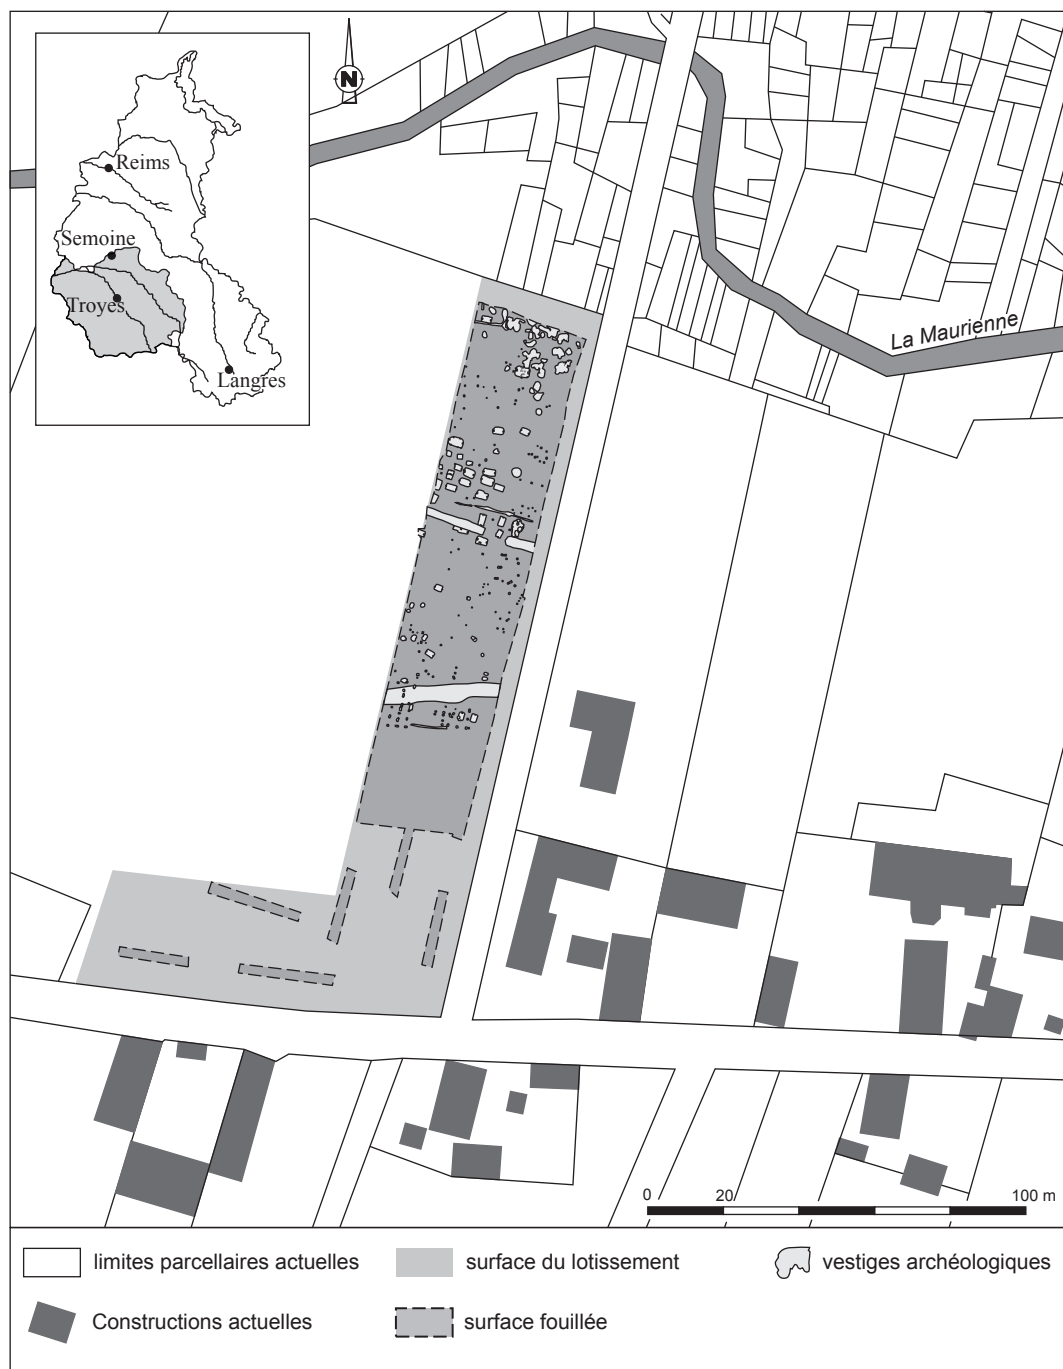 N
Reims
Semoine
Troyes
Langres
La Maurienne
0 20 100 m
limites parcellaires actuelles
surface du lotissement
vestiges archéologiques
Constructions actuelles
surface fouillée